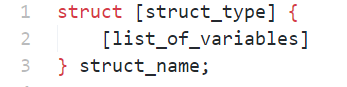 1 struct [struct_type] {
2     [list_of_variables]
3 } struct_name;